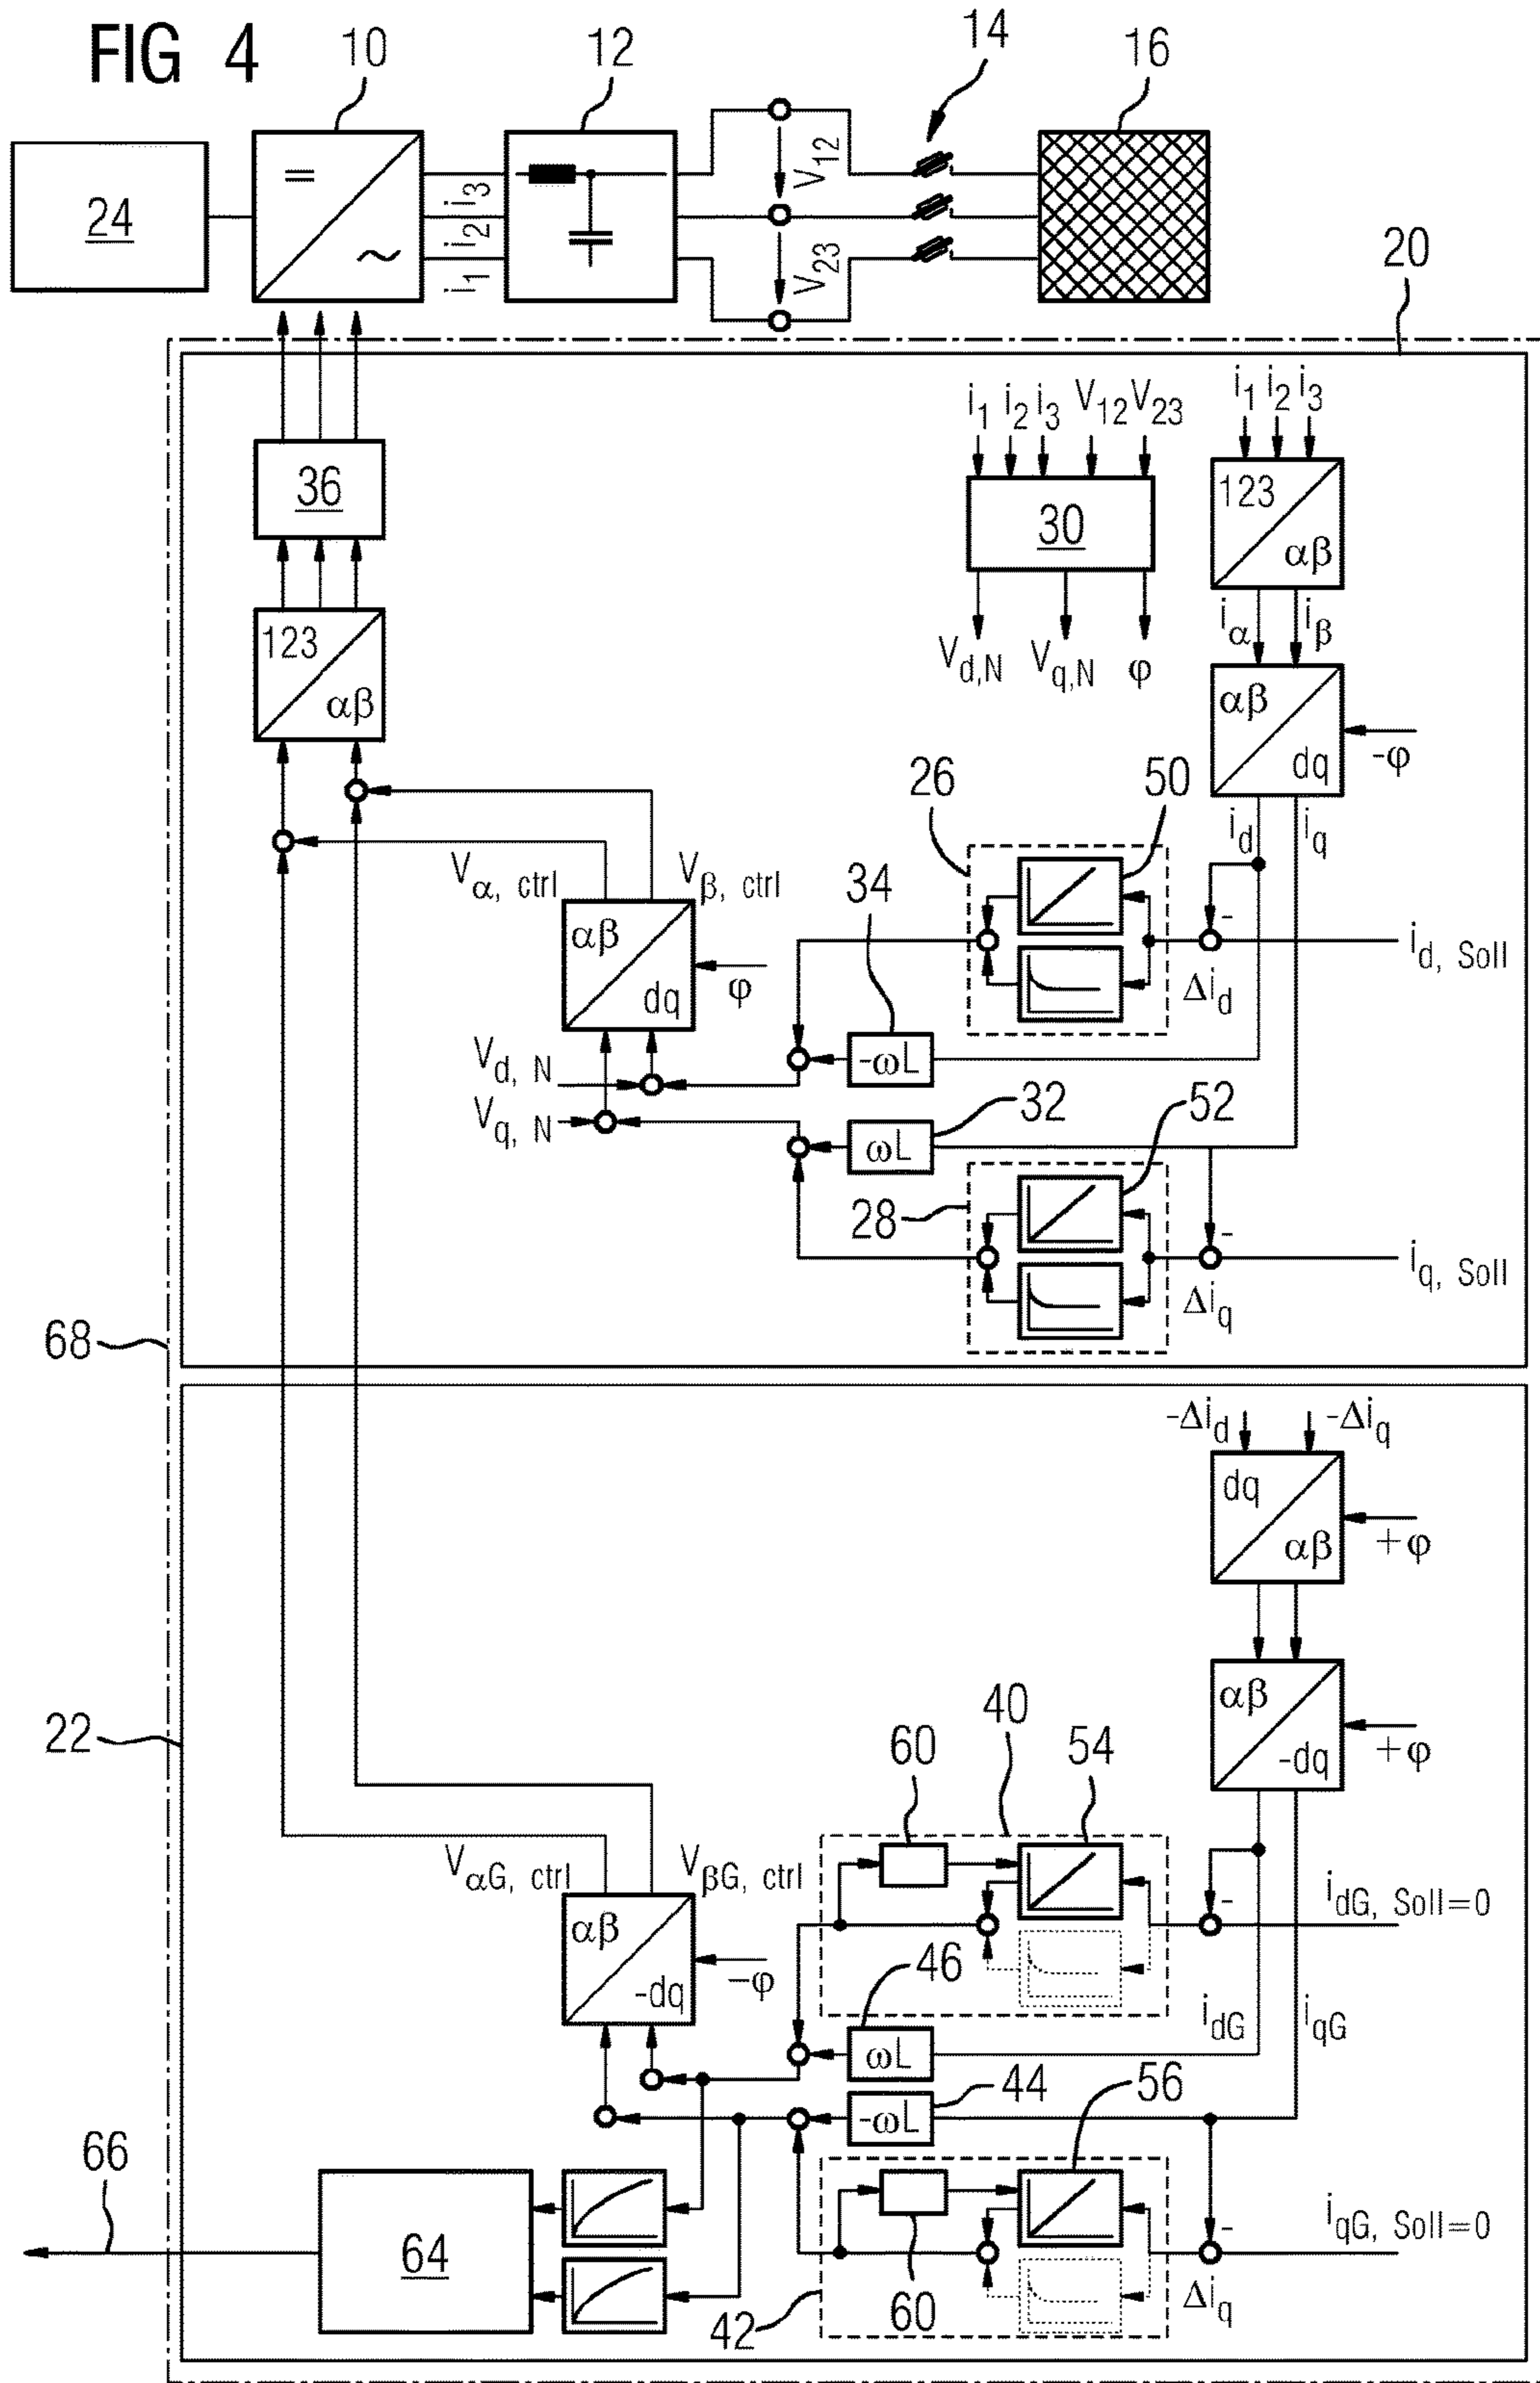 FIG 4
10
12
14
16
24
=
~
i3
i2
i1
V12
V23
20
i1 i2 i3 V12 V23
i1 i2 i3
36
30
123
αβ
iα iβ
Vd,N Vq,N φ
123
αβ
αβ
dq
-φ
26
50
id iq
34
Vα, ctrl
Vβ, ctrl
αβ
dq
φ
-
id, Soll
Δid
-ωL
Vd, N
Vq, N
32
52
ωL
28
-
iq, Soll
Δiq
68
-Δid -Δiq
dq
αβ
+φ
22
αβ
-dq
+φ
40
60
54
VαG, ctrl
VβG, ctrl
αβ
-dq
-φ
-
idG, Soll=0
46
idG iqG
ωL
44
56
-ωL
66
64
-
iqG, Soll=0
Δiq
42
60